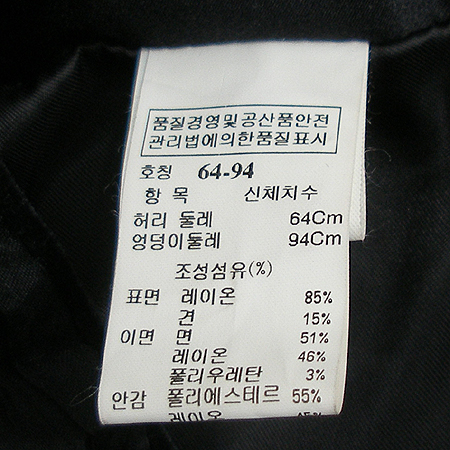 품질경영및공산품안전
관리법에의한품질표시
호칭 64-94
항 목 신체치수
허리 둘레 64Cm
엉덩이둘레 94Cm
조성섬유(%)
표면 레이온 85%
견 15%
이면 면 51%
레이온 46%
폴리우레탄 3%
안감 폴리에스테르 55%
레이온 45%